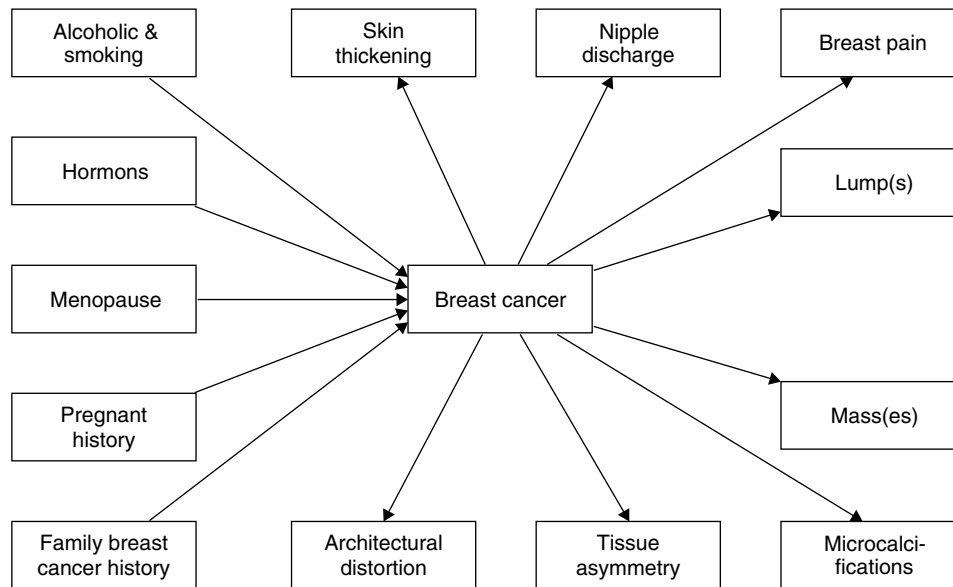 Alcoholic &
smoking
Skin
thickening
Nipple
discharge
Breast pain
Hormons
Lump(s)
Menopause
Breast cancer
Pregnant
history
Mass(es)
Family breast
cancer history
Architectural
distortion
Tissue
asymmetry
Microcalci-
fications